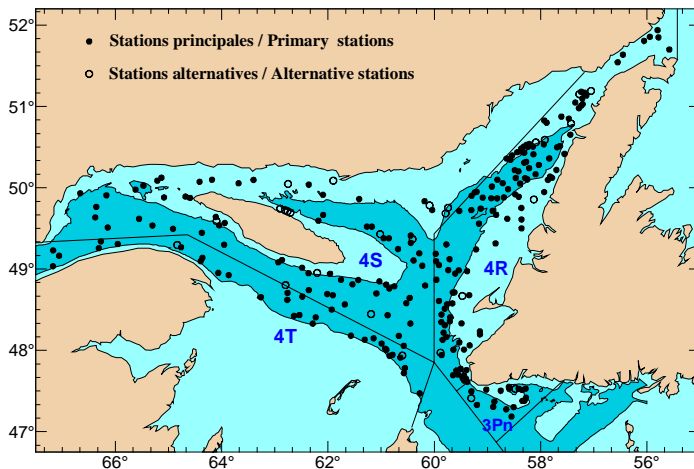 52°
Stations principales / Primary stations
Stations alternatives / Alternative stations
51°
50°
49°
48°
47°
4S
4R
4T
3Pn
66° 64° 62° 60° 58° 56°